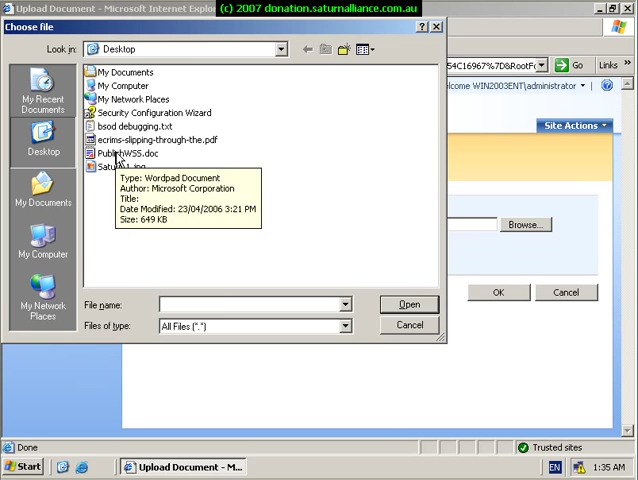 Upload Document - Microsoft Internet Explor
(c) 2007 donation.saturnalliance.com.au
Choose file
Look in:
Desktop
54C16967%7D&RootFo
Go
Links
My Recent
Documents
Desktop
My Documents
My Computer
My Network
Places
My Documents
My Computer
My Network Places
Security Configuration Wizard
bsod debugging.txt
ecrims-slipping-through-the.pdf
PublishWSS.doc
Type: Wordpad Document
Author: Microsoft Corporation
Title:
Date Modified: 23/04/2006 3:21 PM
Size: 649 KB
File name:
Open
Files of type:
All Files (*.*)
Cancel
lcome WIN2003ENT\administrator
Site Actions
Browse...
OK
Cancel
Done
Trusted sites
Start
Upload Document - M...
EN
1:35 AM